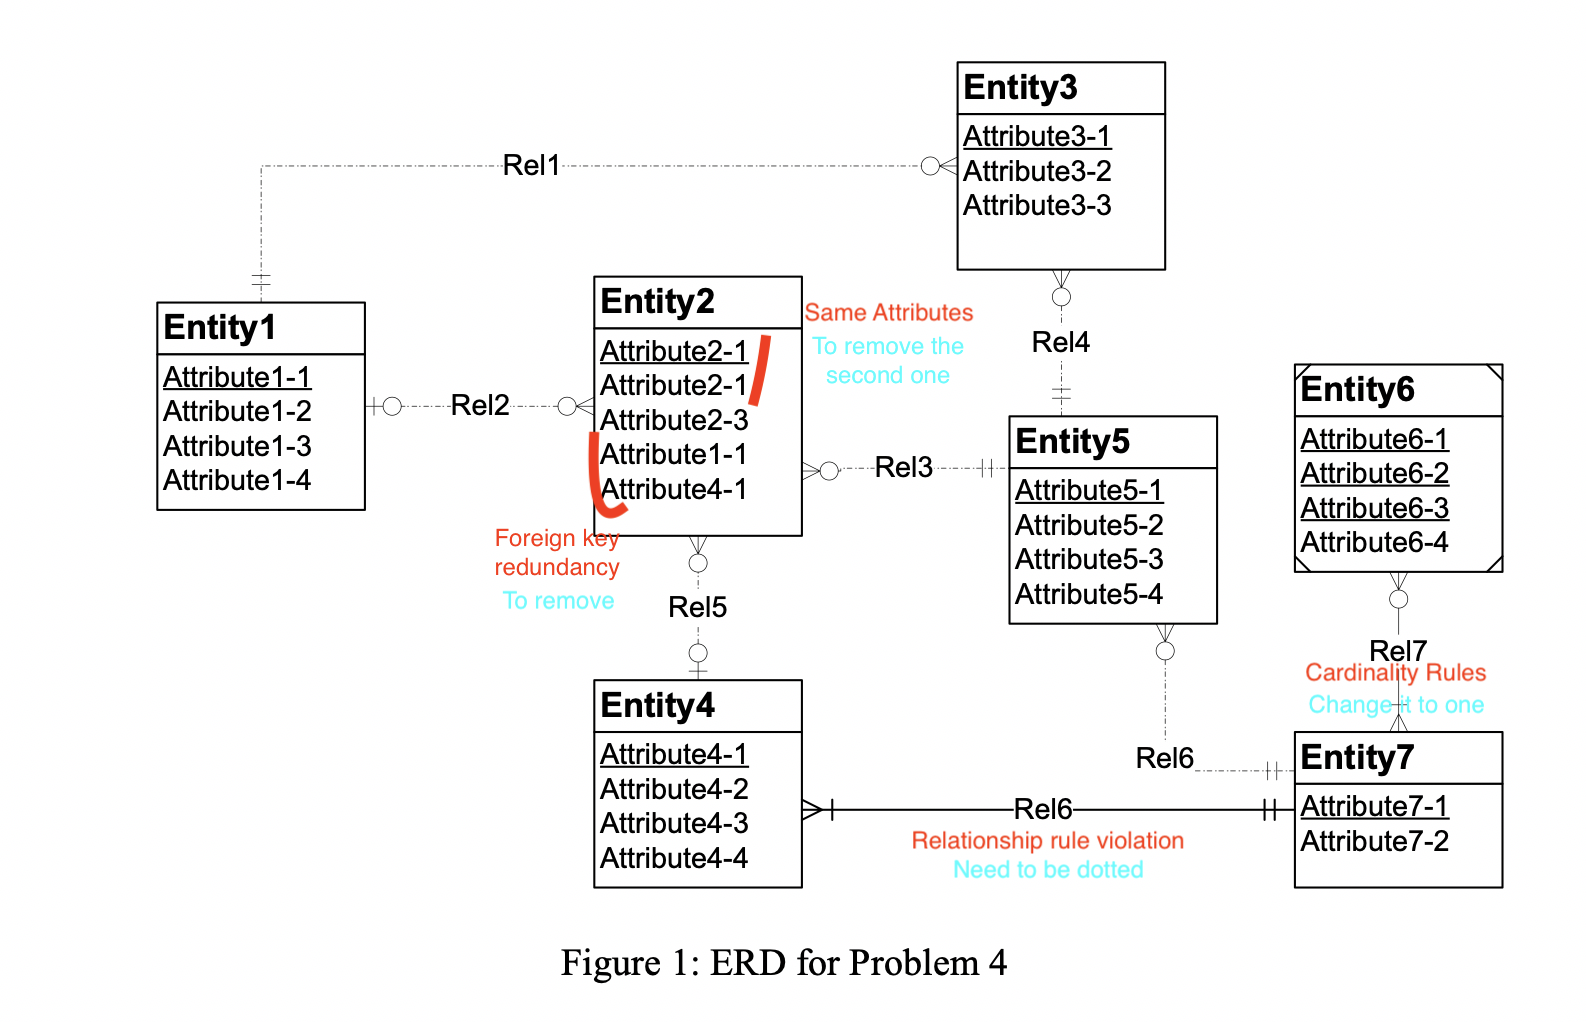 Entity3
Attribute3-1
Attribute3-2
Attribute3-3
Rel1
Entity1
Attribute1-1
Attribute1-2
Attribute1-3
Attribute1-4
Rel2
Entity2
Attribute2-1
Attribute2-1
Attribute2-3
Attribute1-1
Attribute4-1
Same Attributes
To remove the
second one
Foreign key
redundancy
To remove
Rel4
Rel3
Entity5
Attribute5-1
Attribute5-2
Attribute5-3
Attribute5-4
Entity6
Attribute6-1
Attribute6-2
Attribute6-3
Attribute6-4
Rel5
Rel7
Cardinality Rules
Change it to one
Entity4
Attribute4-1
Attribute4-2
Attribute4-3
Attribute4-4
Rel6
Rel6
Relationship rule violation
Need to be dotted
Entity7
Attribute7-1
Attribute7-2
Figure 1: ERD for Problem 4